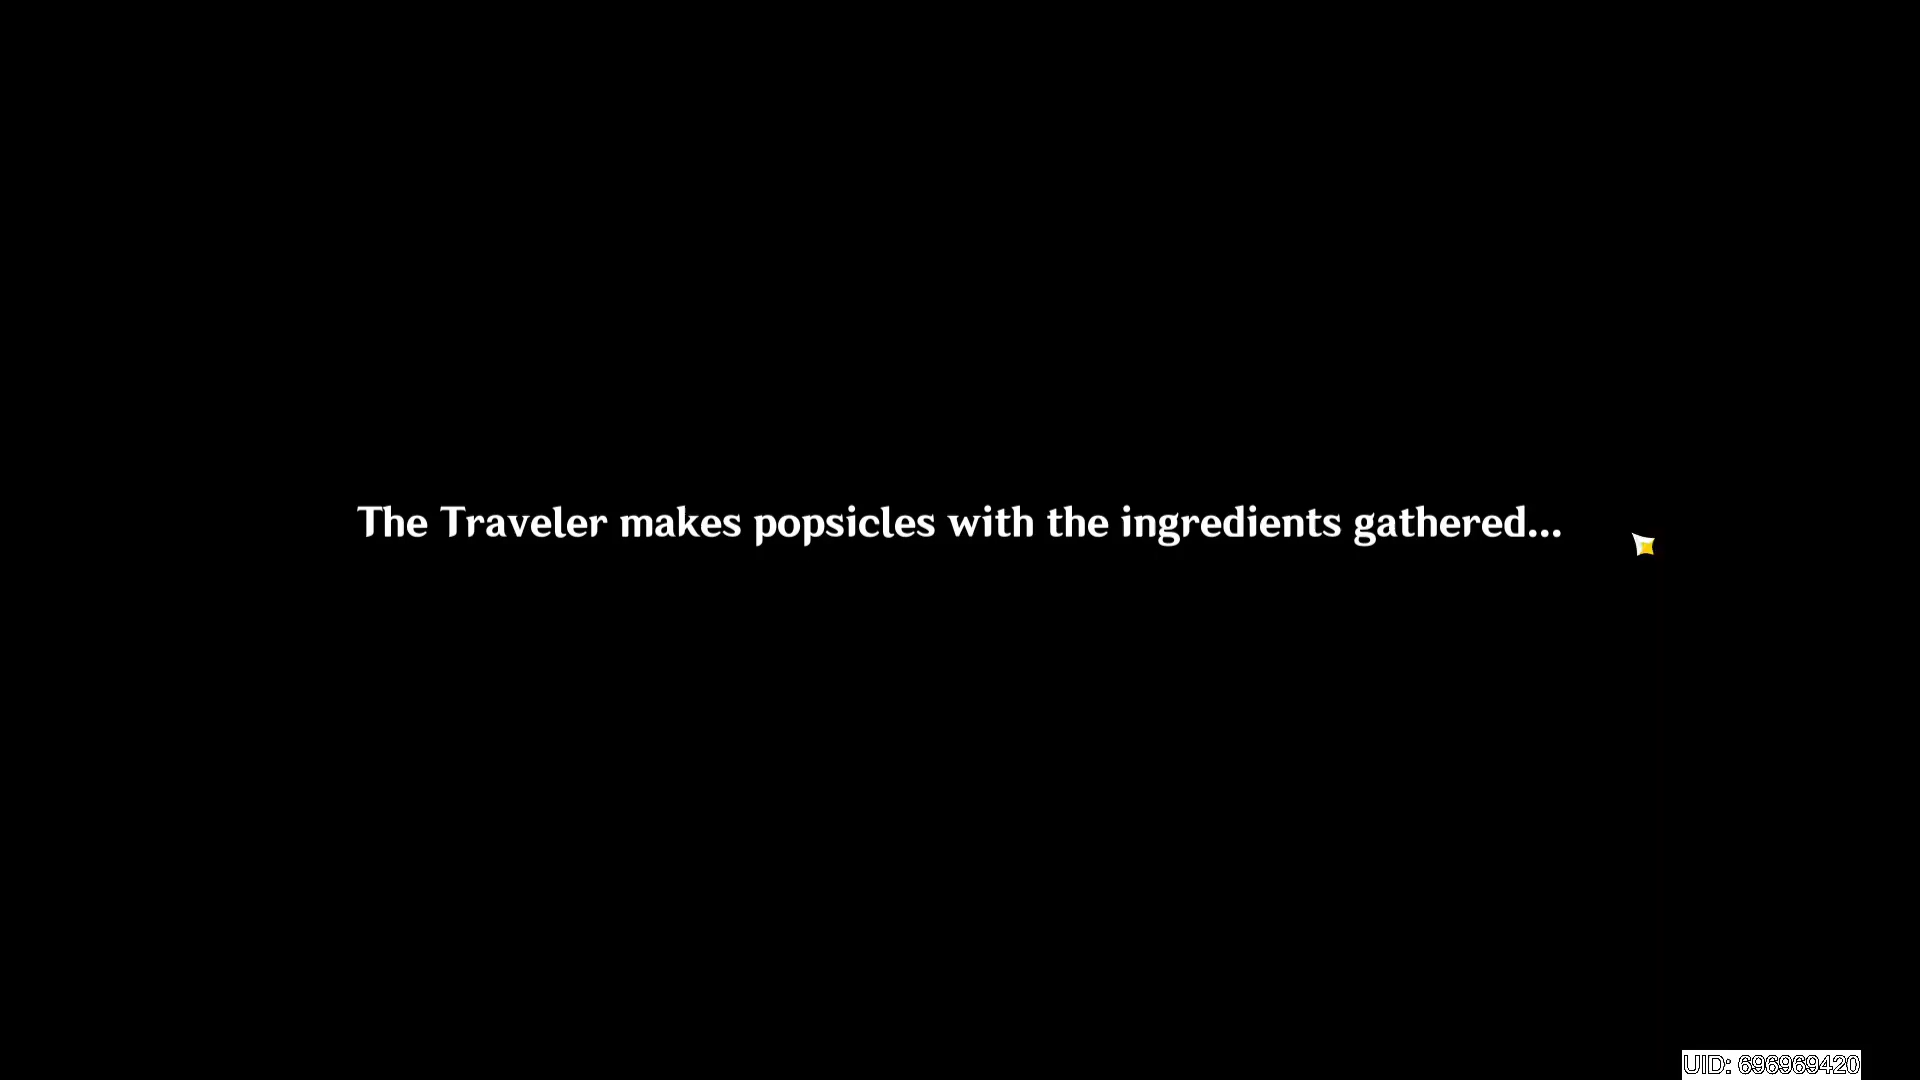 The Traveler makes popsicles with the ingredients gathered...
UID: 696969420